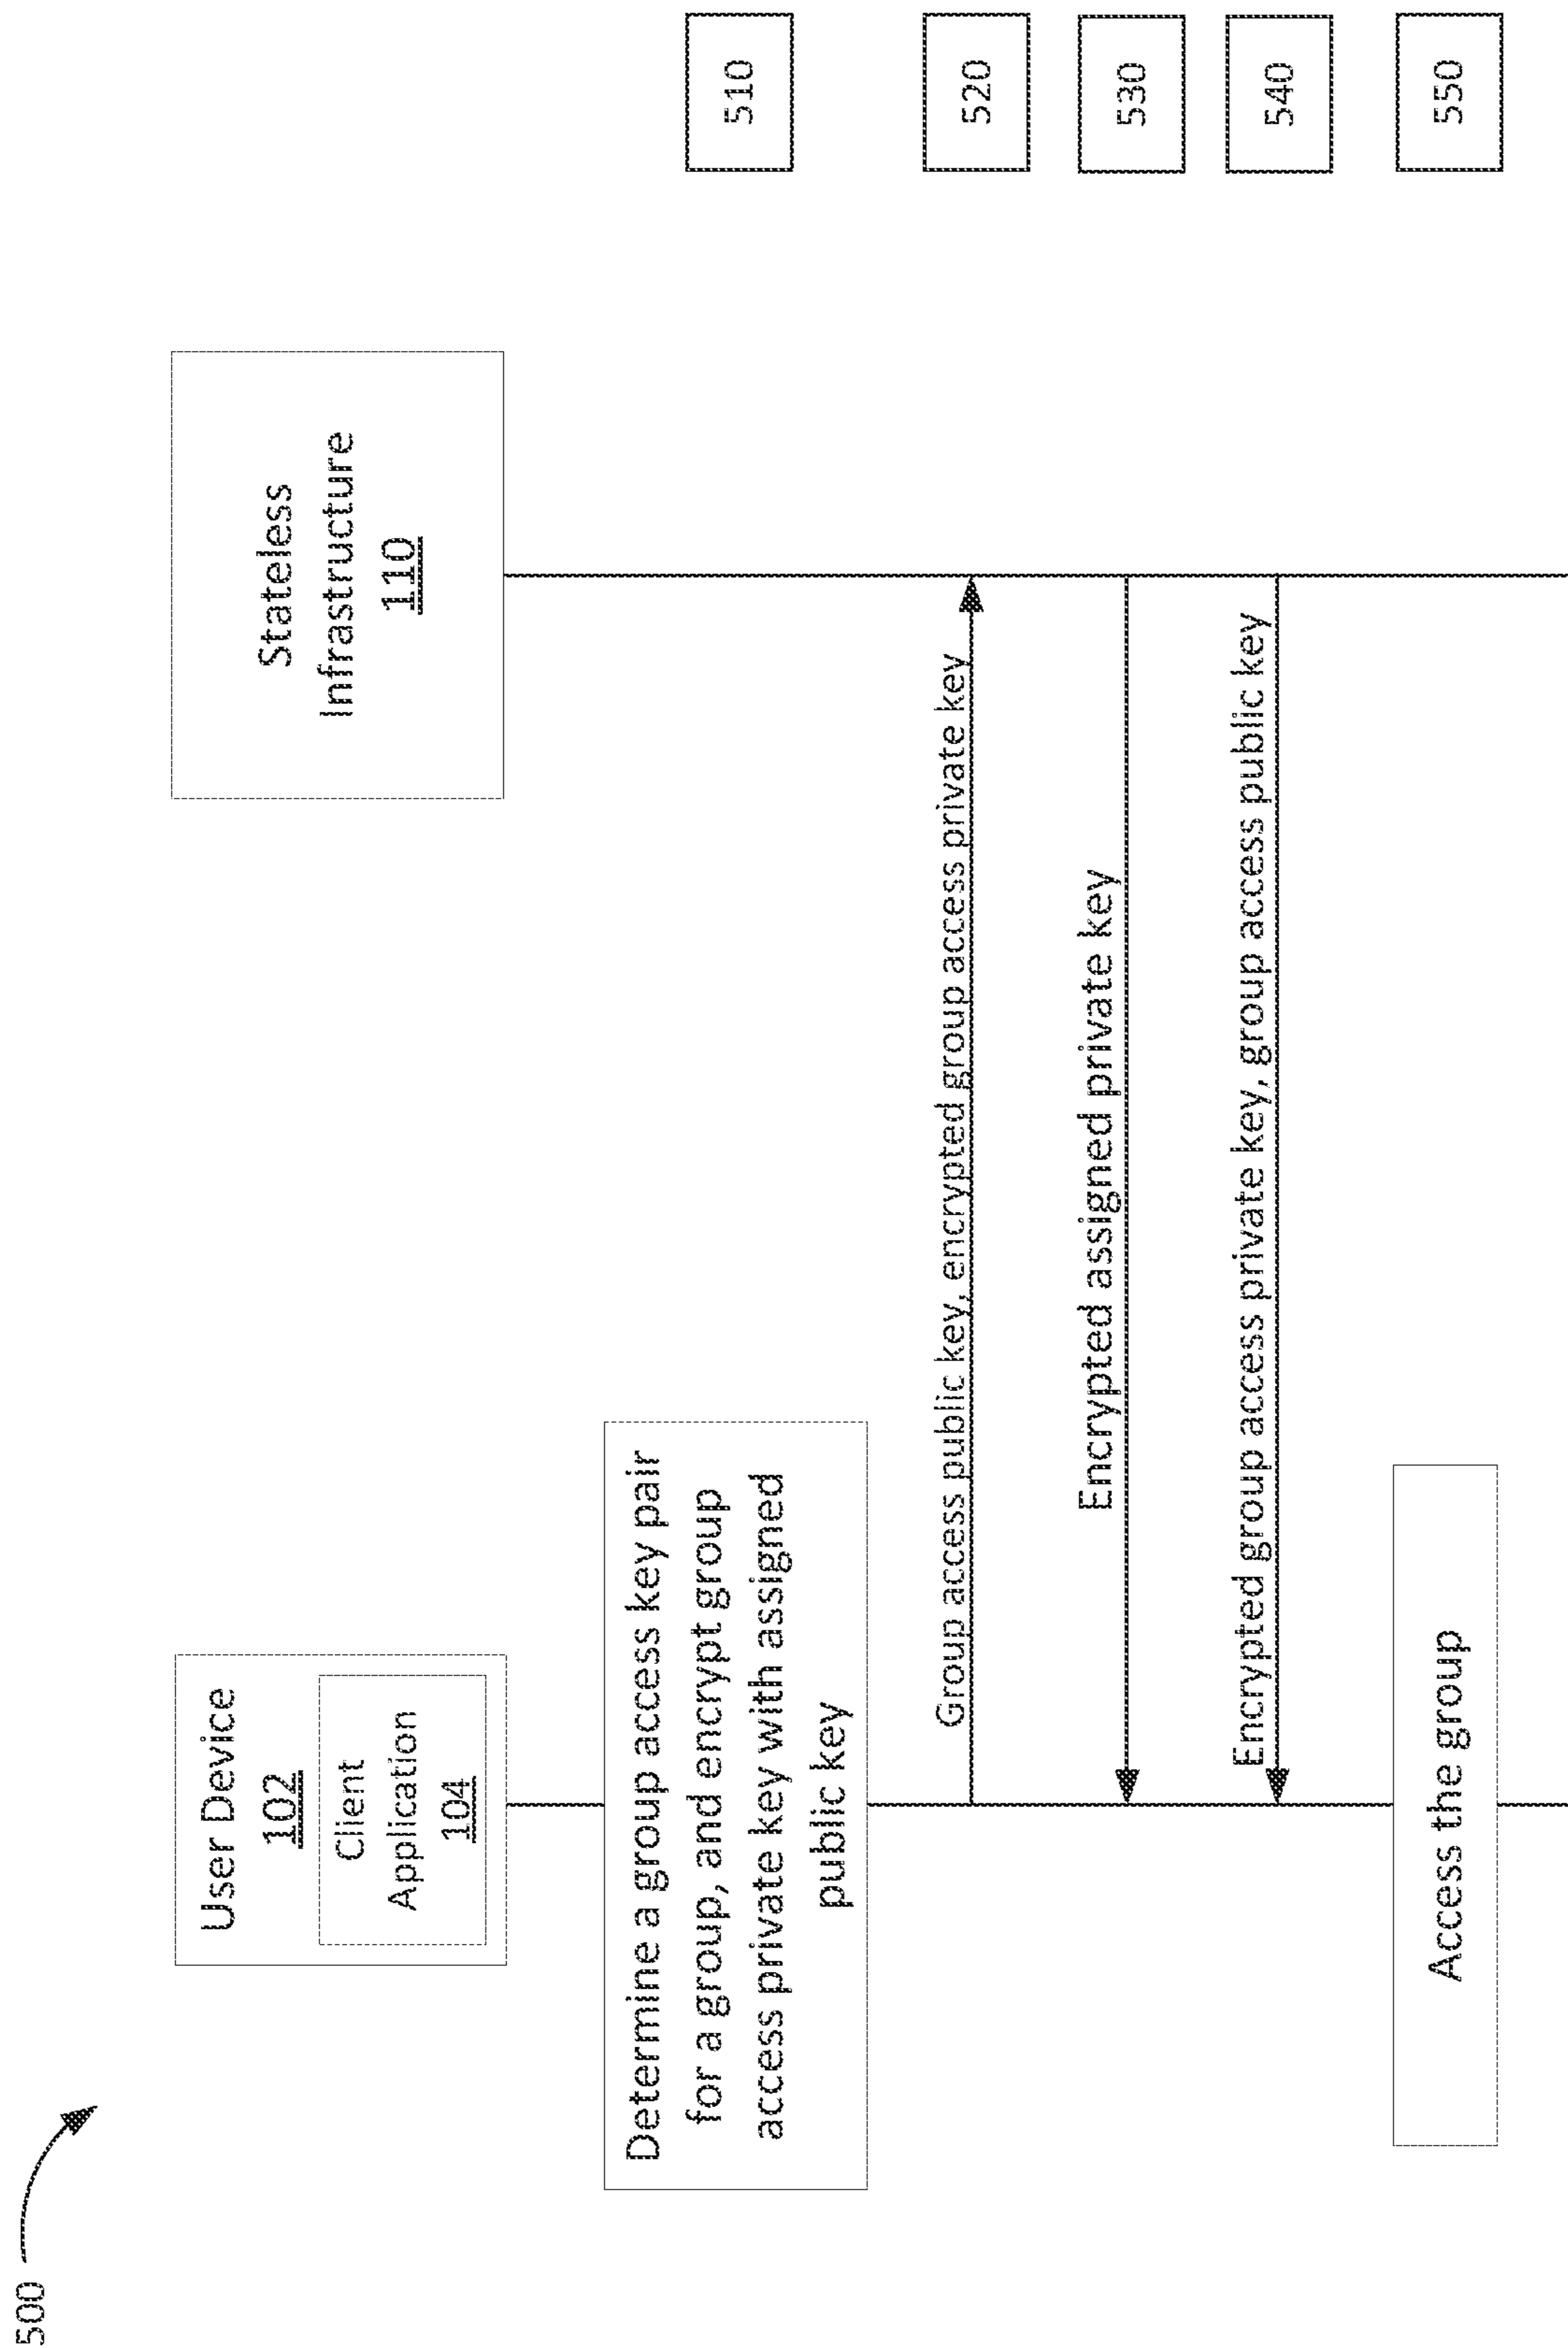 500
User Device
102
Client
Application
104
Stateless
Infrastructure
110
Determine a group access key pair
for a group, and encrypt group
access private key with assigned
public key
510
Group access public key, encrypted group access private key
520
Encrypted assigned private key
530
Encrypted group access private key, group access public key
540
Access the group
550